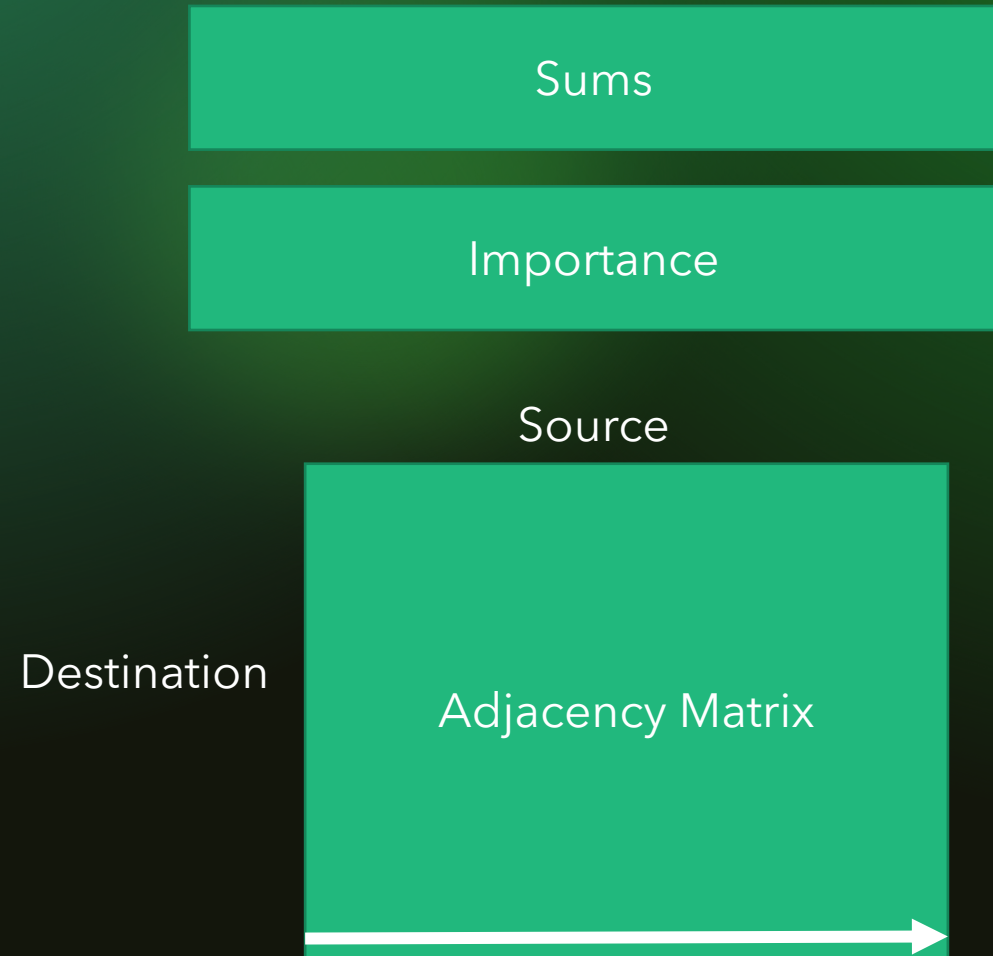 Sums
Importance
Source
Destination
Adjacency Matrix